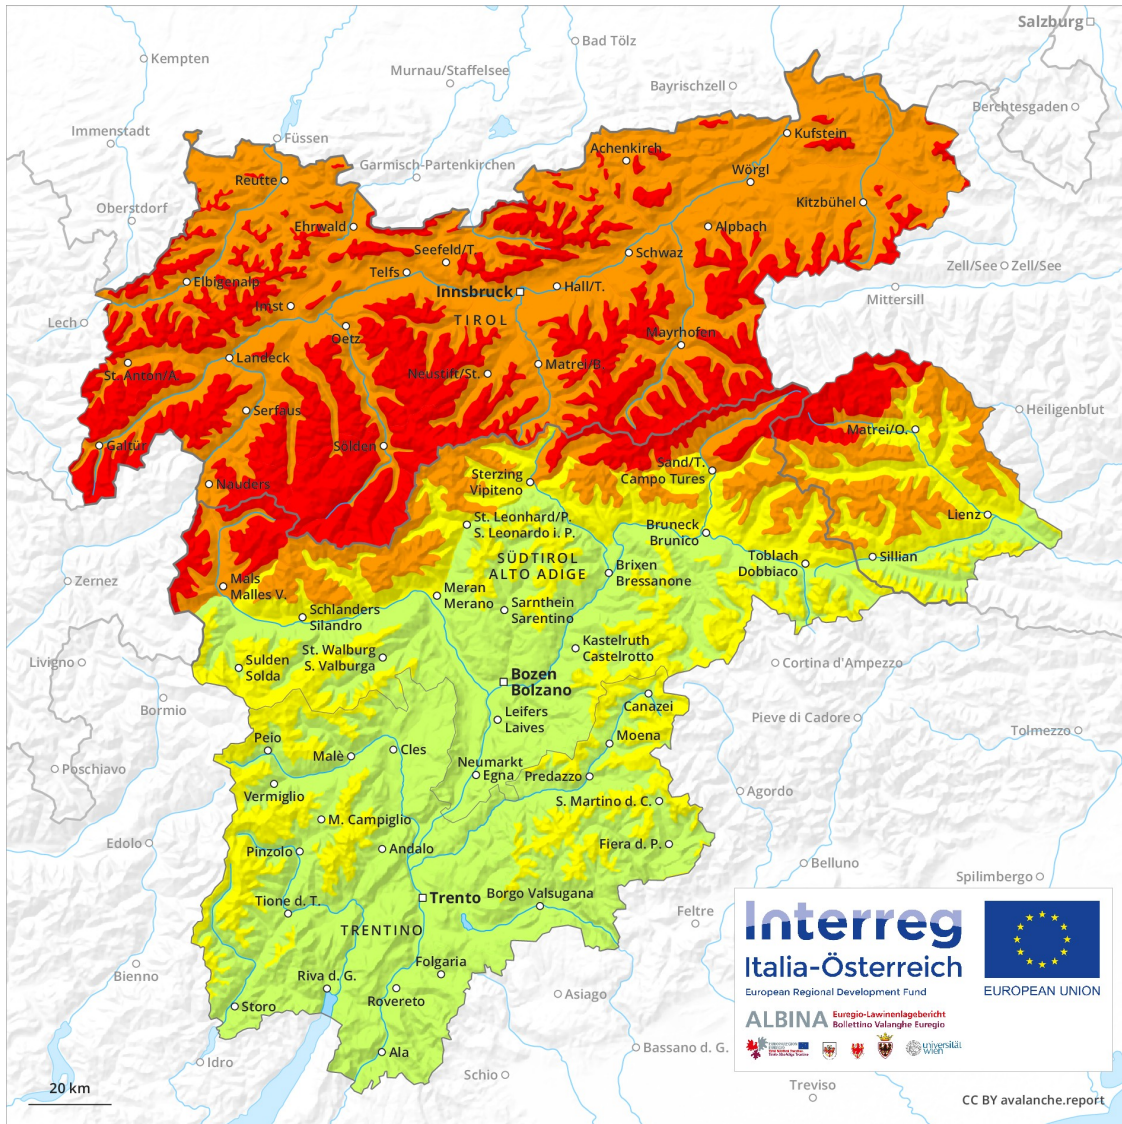 Salzburg
Bad Tölz
Kempten
Murnau/Staffelsee
Bayrischzell
Berchtesgaden
Immenstadt
Füssen
Kufstein
Achenkirch
Garmisch-Partenkirchen
Wörgl
Reutte
Oberstdorf
Kitzbühel
Ehrwald
Alpbach
Seefeld/T.
Schwaz
Telfs
Zell/See
Zell/See
Elbigenalp
Hall/T.
Innsbruck
Mittersill
Imst
TIROL
Lech
Mayrhofen
Oetz
Landeck
Matrei/B.
St. Anton/A.
Neustift/St.
Serfaus
Heiligenblut
Matrei/O.
Galtür
Sölden
Sand/T.
Campo Tures
Sterzing
Vipiteno
Nauders
Lienz
St. Leonhard/P.
S. Leonardo i. P.
Bruneck
Brunico
SÜDTIROL
ALTO ADIGE
Toblach
Dobbiaco
Sillian
Brixen
Bressanone
Zernez
Mals
Malles V.
Meran
Merano
Sarnthein
Sarentino
Schlanders
Silandro
Kastelruth
Castelrotto
St. Walburg
S. Valburga
Livigno
Sulden
Solda
Cortina d'Ampezzo
Bozen
Bolzano
Bormio
Canazei
Leifers
Laives
Pieve di Cadore
Tolmezzo
Peio
Moena
Malè
Cles
Neumarkt
Egna
Predazzo
Poschiavo
Agordo
Vermiglio
S. Martino d. C.
M. Campiglio
Edolo
Pinzolo
Andalo
Fiera d. P.
Belluno
Spilimbergo
Trento
Borgo Valsugana
Tione d. T.
Feltre
TRENTINO
Folgaria
Bienno
Riva d. G.
Rovereto
Asiago
Storo
Ala
Bassano d. G.
Idro
Schio
Treviso
20 km
Interreg
Italia-Österreich
European Regional Development Fund
EUROPEAN UNION
ALBINA
Euregio-Lawinenlagebericht
Bollettino Valanghe Euregio
universität
wien
CC BY avalanche.report